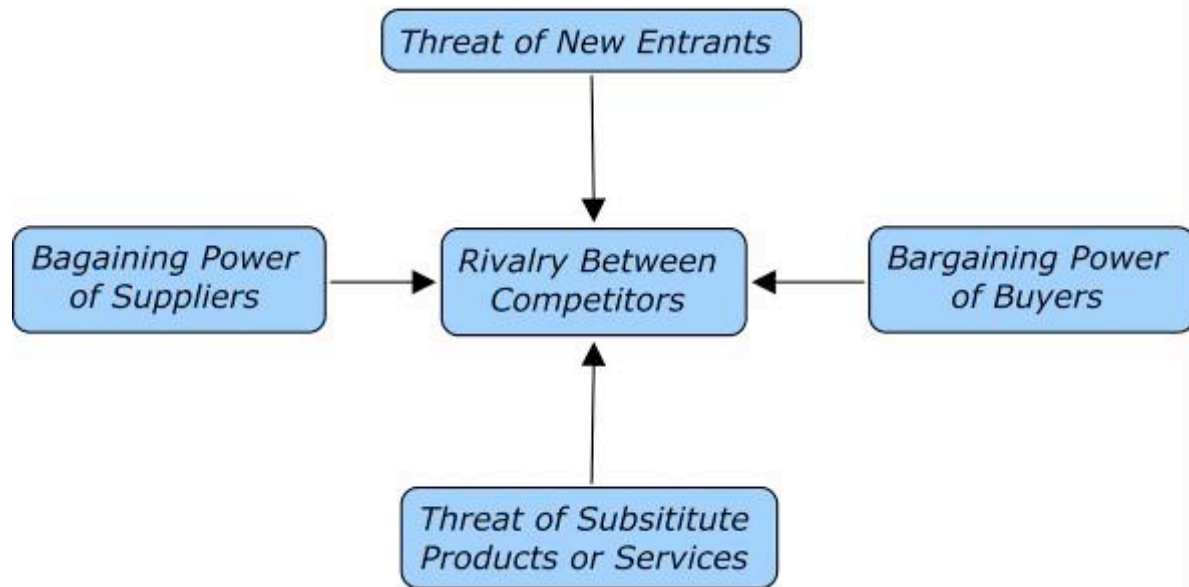 Threat of New Entrants
Bagaining Power
of Suppliers
Rivalry Between
Competitors
Bargaining Power
of Buyers
Threat of Subsititute
Products or Services